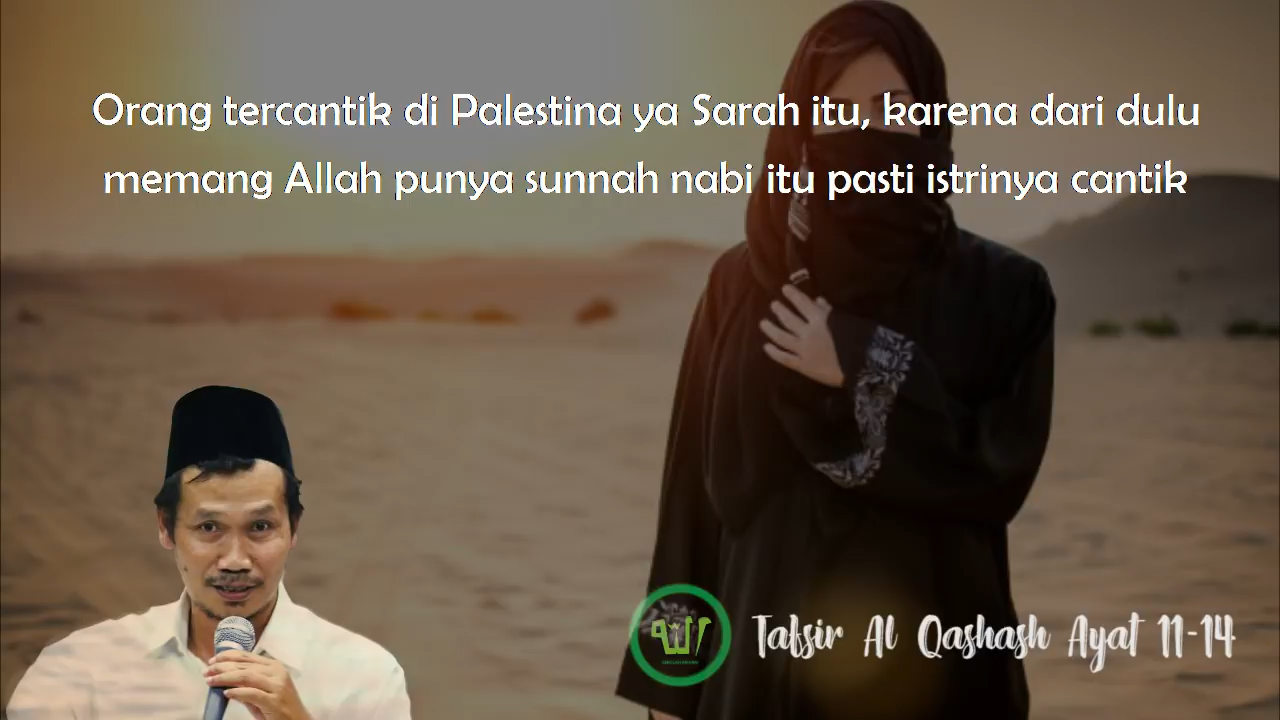 Orang tercantik di Palestina ya Sarah itu, karena dari dulu
memang Allah punya sunnah nabi itu pasti istrinya cantik
Tafsir Al Qashash Ayat 11-14